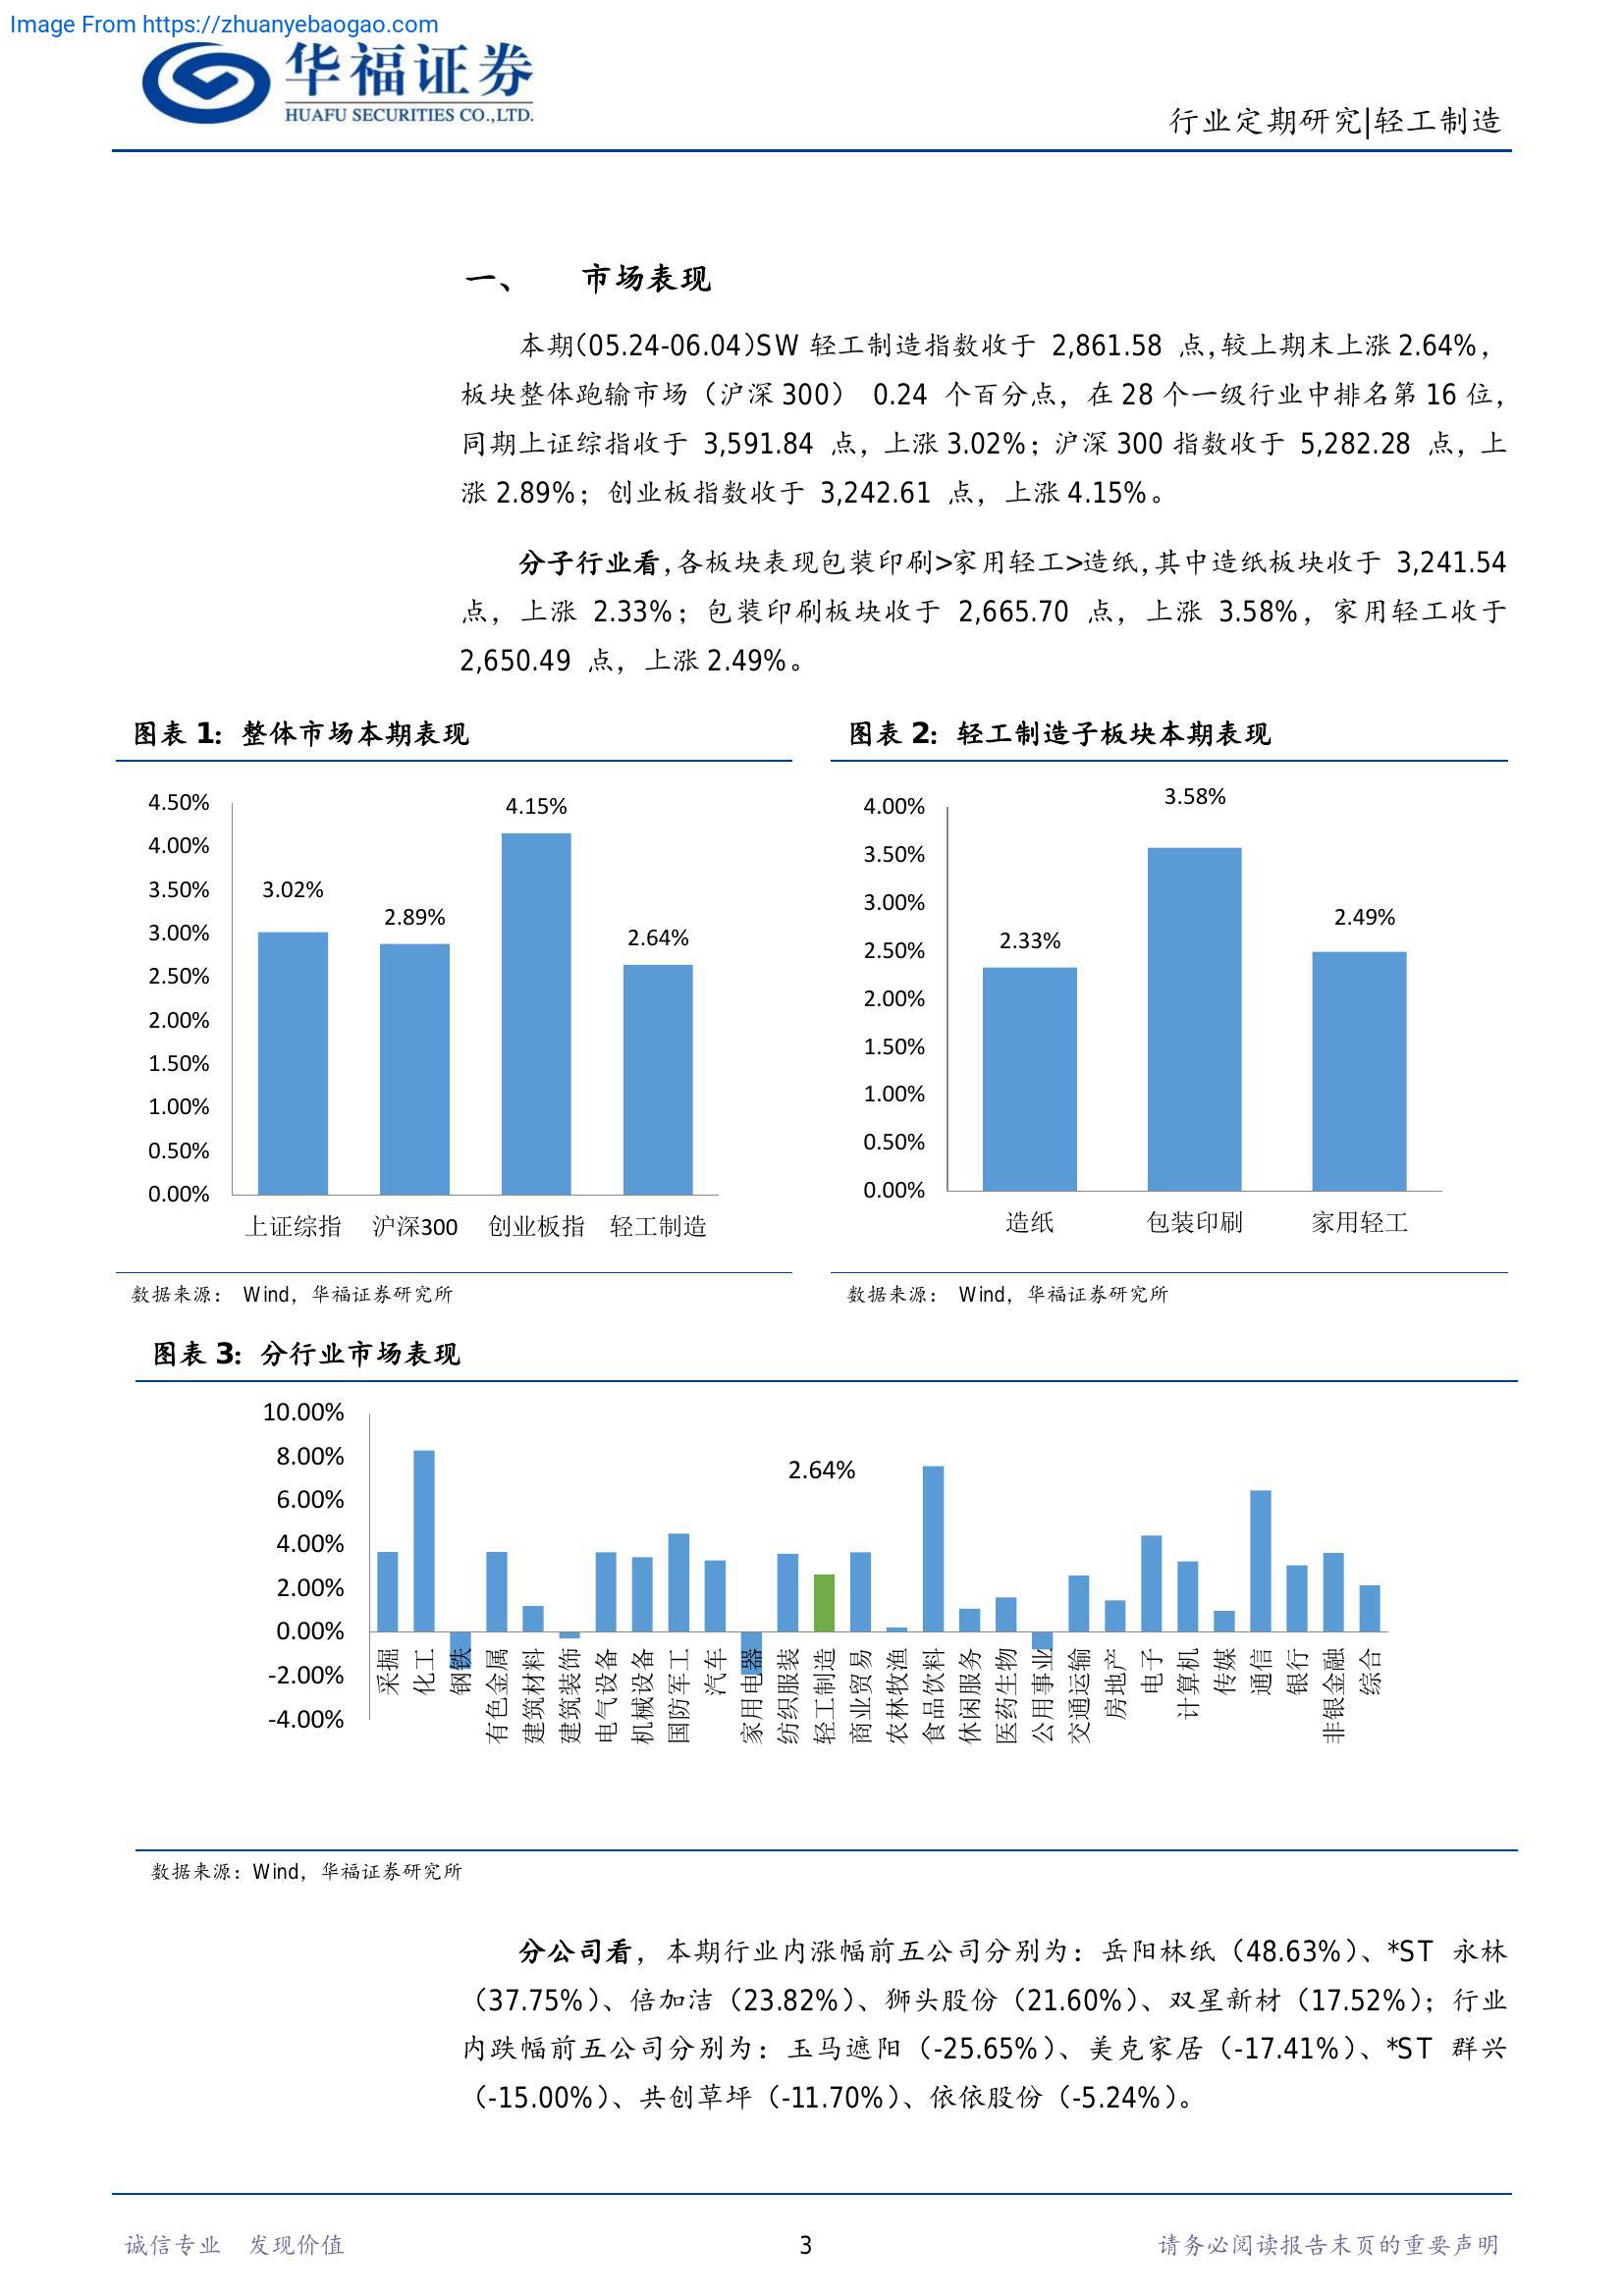 Image From https://zhuanyebaogao.com
华福证券
HUAFU SECURITIES CO.,LTD.
行业定期研究|轻工制造
一、 市场表现
本期(05.24-06.04)SW 轻工制造指数收于 2,861.58 点,较上期末上涨 2.64%，
板块整体跑输市场（沪深 300） 0.24 个百分点，在 28 个一级行业中排名第 16 位，
同期上证综指收于 3,591.84 点，上涨 3.02%；沪深 300 指数收于 5,282.28 点，上
涨 2.89%；创业板指数收于 3,242.61 点，上涨 4.15%。
分子行业看,各板块表现包装印刷>家用轻工>造纸,其中造纸板块收于 3,241.54
点，上涨 2.33%；包装印刷板块收于 2,665.70 点，上涨 3.58%，家用轻工收于
2,650.49 点，上涨 2.49%。
图表 1：整体市场本期表现
4.50%
4.00%
3.50%
3.00%
2.50%
2.00%
1.50%
1.00%
0.50%
0.00%
3.02%
2.89%
4.15%
2.64%
上证综指 沪深300 创业板指 轻工制造
数据来源： Wind，华福证券研究所
图表 2：轻工制造子板块本期表现
4.00%
3.50%
3.00%
2.50%
2.00%
1.50%
1.00%
0.50%
0.00%
2.33%
3.58%
2.49%
造纸 包装印刷 家用轻工
数据来源： Wind，华福证券研究所
图表 3：分行业市场表现
10.00%
8.00%
6.00%
4.00%
2.00%
0.00%
-2.00%
-4.00%
2.64%
采掘
化工
钢铁
有色金属
建筑材料
建筑装饰
电气设备
机械设备
国防军工
汽车
家用电器
纺织服装
轻工制造
商业贸易
农林牧渔
食品饮料
休闲服务
医药生物
公用事业
交通运输
房地产
电子
计算机
传媒
通信
银行
非银金融
综合
数据来源：Wind，华福证券研究所
分公司看，本期行业内涨幅前五公司分别为：岳阳林纸（48.63%）、*ST 永林
（37.75%）、倍加洁（23.82%）、狮头股份（21.60%）、双星新材（17.52%）；行业
内跌幅前五公司分别为：玉马遮阳（-25.65%）、美克家居（-17.41%）、*ST 群兴
（-15.00%）、共创草坪（-11.70%）、依依股份（-5.24%）。
诚信专业 发现价值
3
请务必阅读报告末页的重要声明